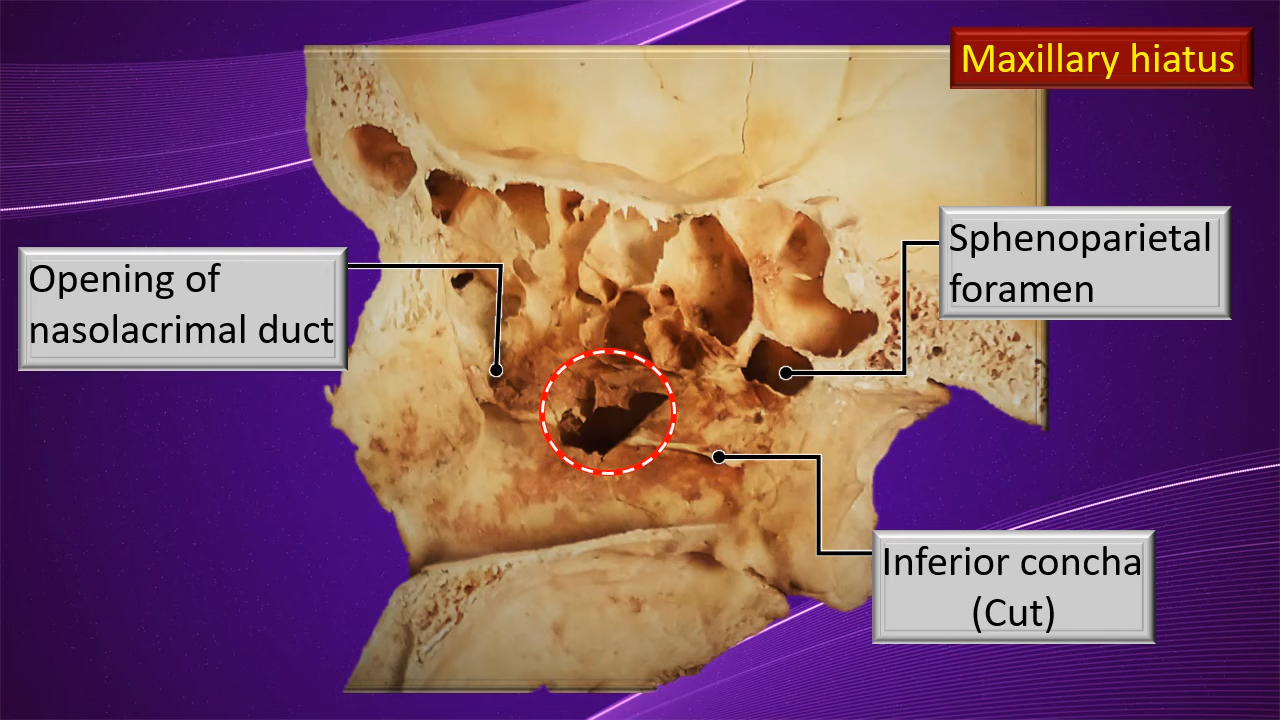 Maxillary hiatus
Opening of
nasolacrimal duct
Sphenoparietal
foramen
Inferior concha
(Cut)